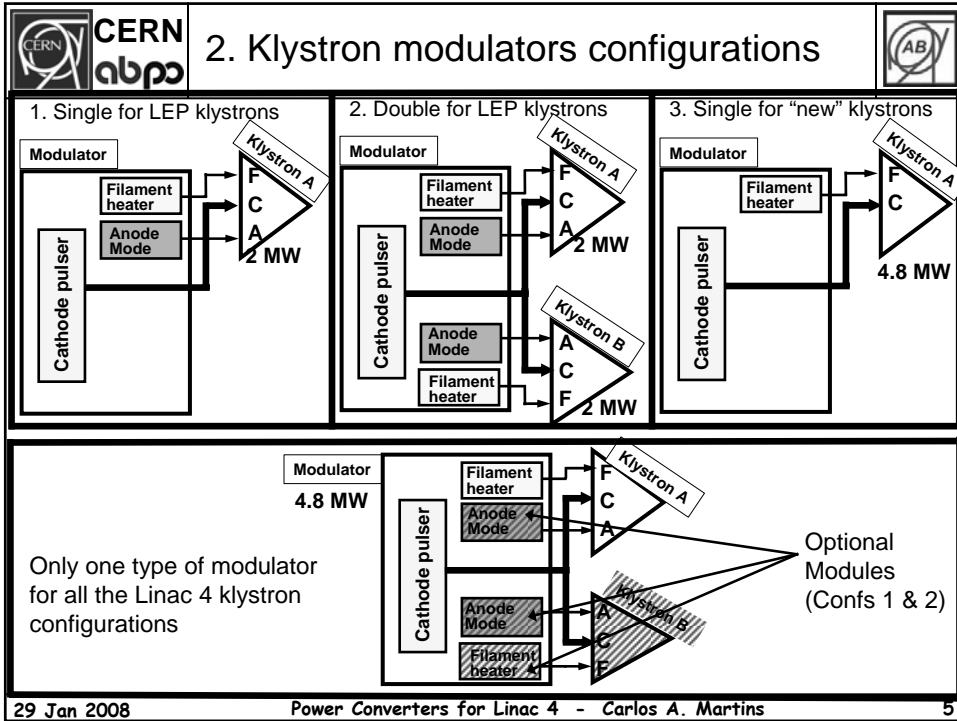 CERN
CERN
abpo
2. Klystron modulators configurations
AB
1. Single for LEP klystrons
Modulator
Klystron A
Filament
heater
F
C
Anode
Mode
A
2 MW
Cathode pulser
2. Double for LEP klystrons
Modulator
Klystron A
Filament
heater
F
C
Anode
Mode
A
2 MW
Cathode pulser
Klystron B
Anode
Mode
A
C
Filament
heater
F
2 MW
3. Single for “new” klystrons
Modulator
Klystron A
Filament
heater
F
C
4.8 MW
Cathode pulser
Modulator
4.8 MW
Filament
heater
Klystron A
F
C
Anode
Mode
A
Cathode pulser
Only one type of modulator
for all the Linac 4 klystron
configurations
Optional
Modules
(Confs 1 & 2)
Klystron B
Anode
Mode
A
C
Filament
heater
F
29 Jan 2008
Power Converters for Linac 4 - Carlos A. Martins
5